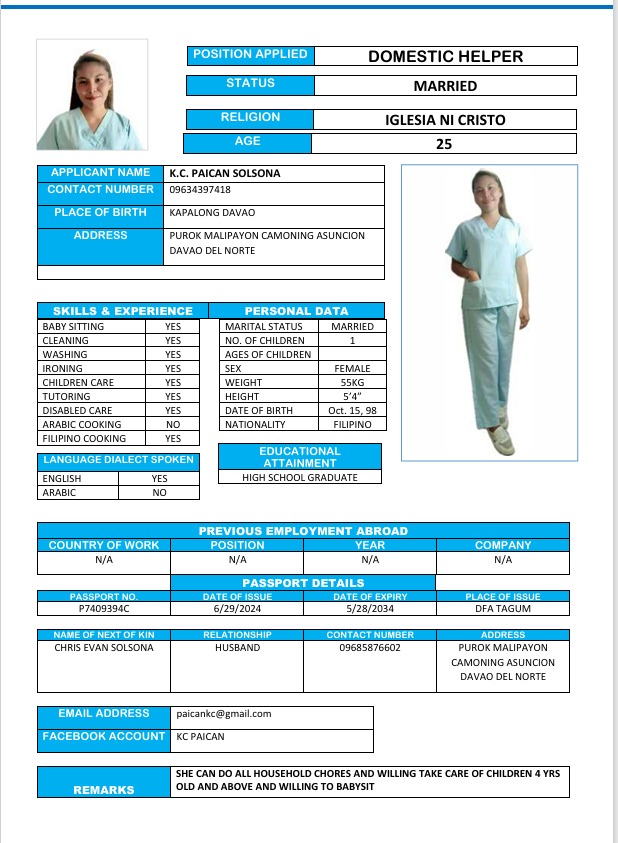 POSITION APPLIED DOMESTIC HELPER
STATUS MARRIED
RELIGION IGLESIA NI CRISTO
AGE 25
APPLICANT NAME K.C. PAICAN SOLSONA
CONTACT NUMBER 09634397418
PLACE OF BIRTH KAPALONG DAVAO
ADDRESS PUROK MALIPAYON CAMONING ASUNCION
DAVAO DEL NORTE
SKILLS & EXPERIENCE
BABY SITTING YES
CLEANING YES
WASHING YES
IRONING YES
CHILDREN CARE YES
TUTORING YES
DISABLED CARE YES
ARABIC COOKING NO
FILIPINO COOKING YES
LANGUAGE DIALECT SPOKEN
ENGLISH YES
ARABIC NO
PERSONAL DATA
MARITAL STATUS MARRIED
NO. OF CHILDREN 1
AGES OF CHILDREN
SEX FEMALE
WEIGHT 55KG
HEIGHT 5’4”
DATE OF BIRTH Oct. 15, 98
NATIONALITY FILIPINO
EDUCATIONAL
ATTAINMENT
HIGH SCHOOL GRADUATE
PREVIOUS EMPLOYMENT ABROAD
COUNTRY OF WORK POSITION YEAR COMPANY
N/A N/A N/A N/A
PASSPORT DETAILS
PASSPORT NO. DATE OF ISSUE DATE OF EXPIRY PLACE OF ISSUE
P7409394C 6/29/2024 5/28/2034 DFA TAGUM
NAME OF NEXT OF KIN RELATIONSHIP CONTACT NUMBER ADDRESS
CHRIS EVAN SOLSONA HUSBAND 09685876602 PUROK MALIPAYON
CAMONING ASUNCION
DAVAO DEL NORTE
EMAIL ADDRESS paicankc@gmail.com
FACEBOOK ACCOUNT KC PAICAN
REMARKS SHE CAN DO ALL HOUSEHOLD CHORES AND WILLING TAKE CARE OF CHILDREN 4 YRS
OLD AND ABOVE AND WILLING TO BABYSIT